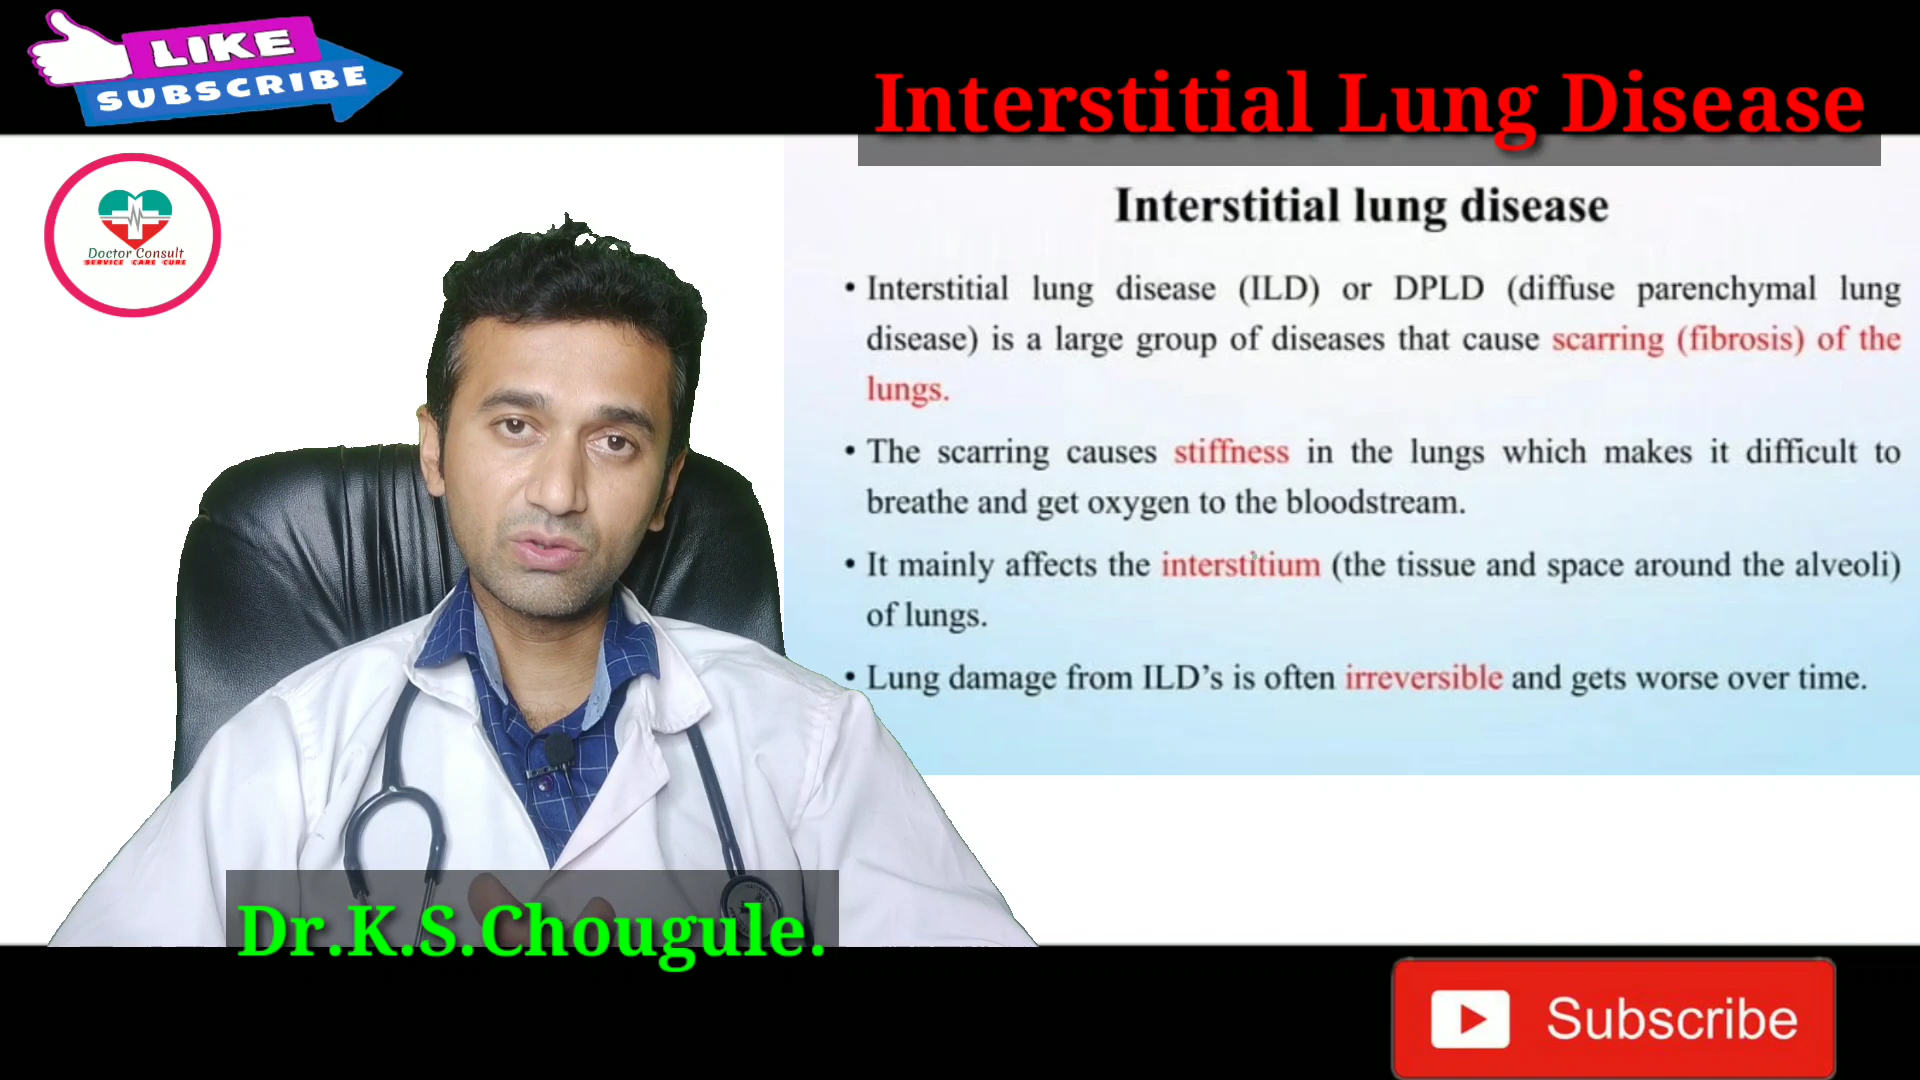 LIKE
SUBSCRIBE
Interstitial Lung Disease
Doctor Consult
SERVICE CARE CURE
Interstitial lung disease
• Interstitial lung disease (ILD) or DPLD (diffuse parenchymal lung
disease) is a large group of diseases that cause scarring (fibrosis) of the
lungs.
• The scarring causes stiffness in the lungs which makes it difficult to
breathe and get oxygen to the bloodstream.
• It mainly affects the interstitium (the tissue and space around the alveoli)
of lungs.
• Lung damage from ILD’s is often irreversible and gets worse over time.
Dr.K.S.Chougule.
Subscribe